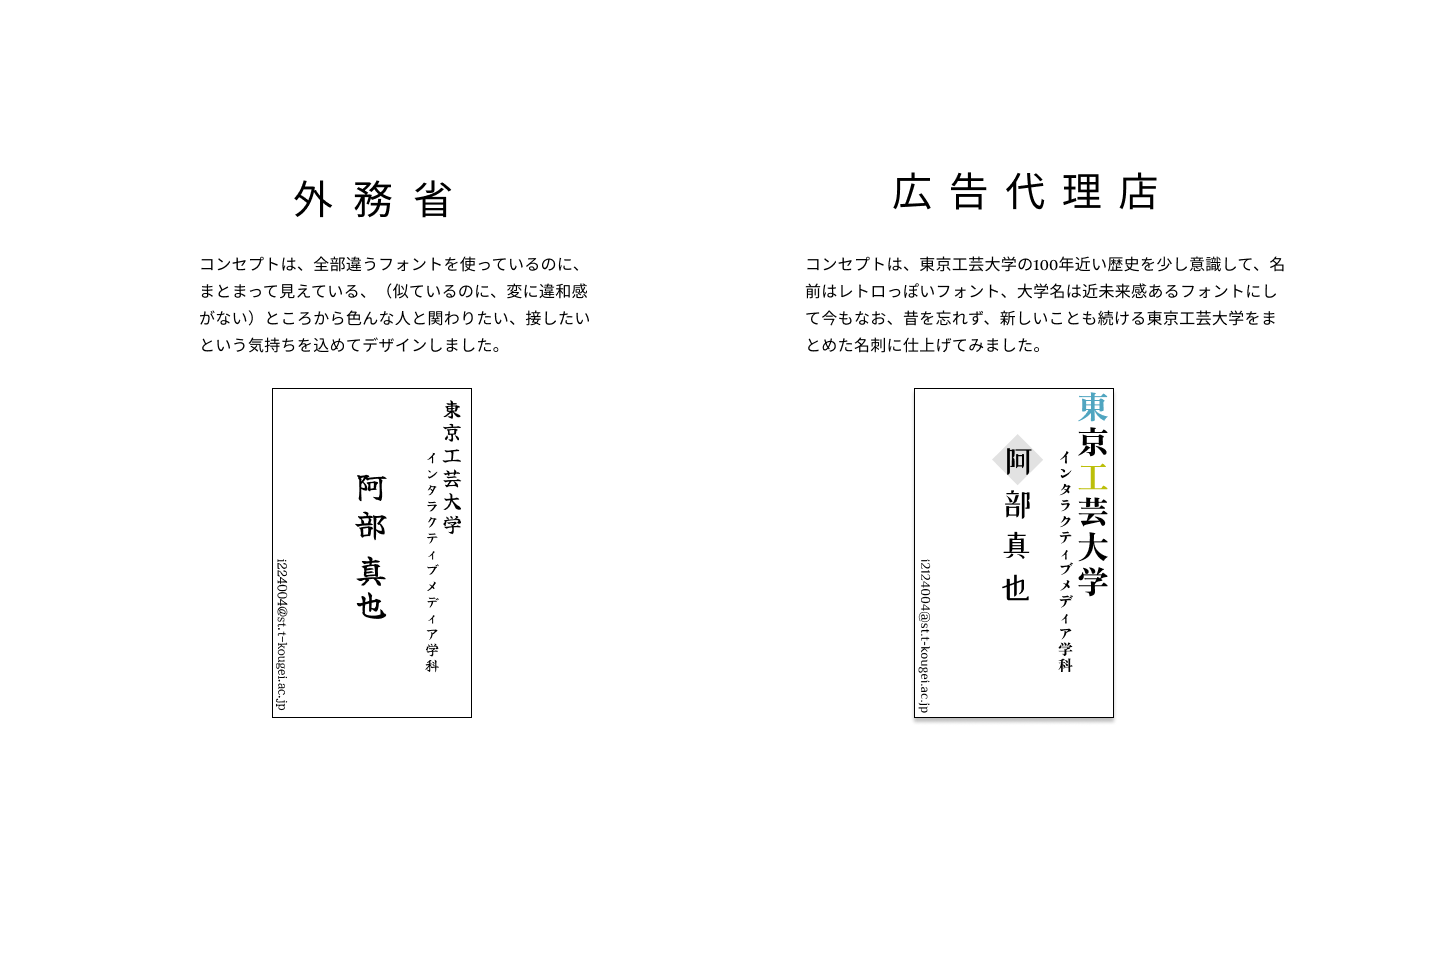 外務省
コンセプトは、全部違うフォントを使っているのに、
まとまって見えている、（似ているのに、変に違和感
がない）ところから色んな人と関わりたい、接したい
という気持ちを込めてデザインしました。
東京工芸大学
インタラクティブメディア学科
阿部真也
i224004@st.t-kougei.ac.jp
広告代理店
コンセプトは、東京工芸大学の100年近い歴史を少し意識して、名
前はレトロっぽいフォント、大学名は近未来感あるフォントにし
て今もなお、昔を忘れず、新しいことも続ける東京工芸大学をま
とめた名刺に仕上げてみました。
東京工芸大学
インタラクティブメディア学科
阿部真也
i2124004@st.t-kougei.ac.jp